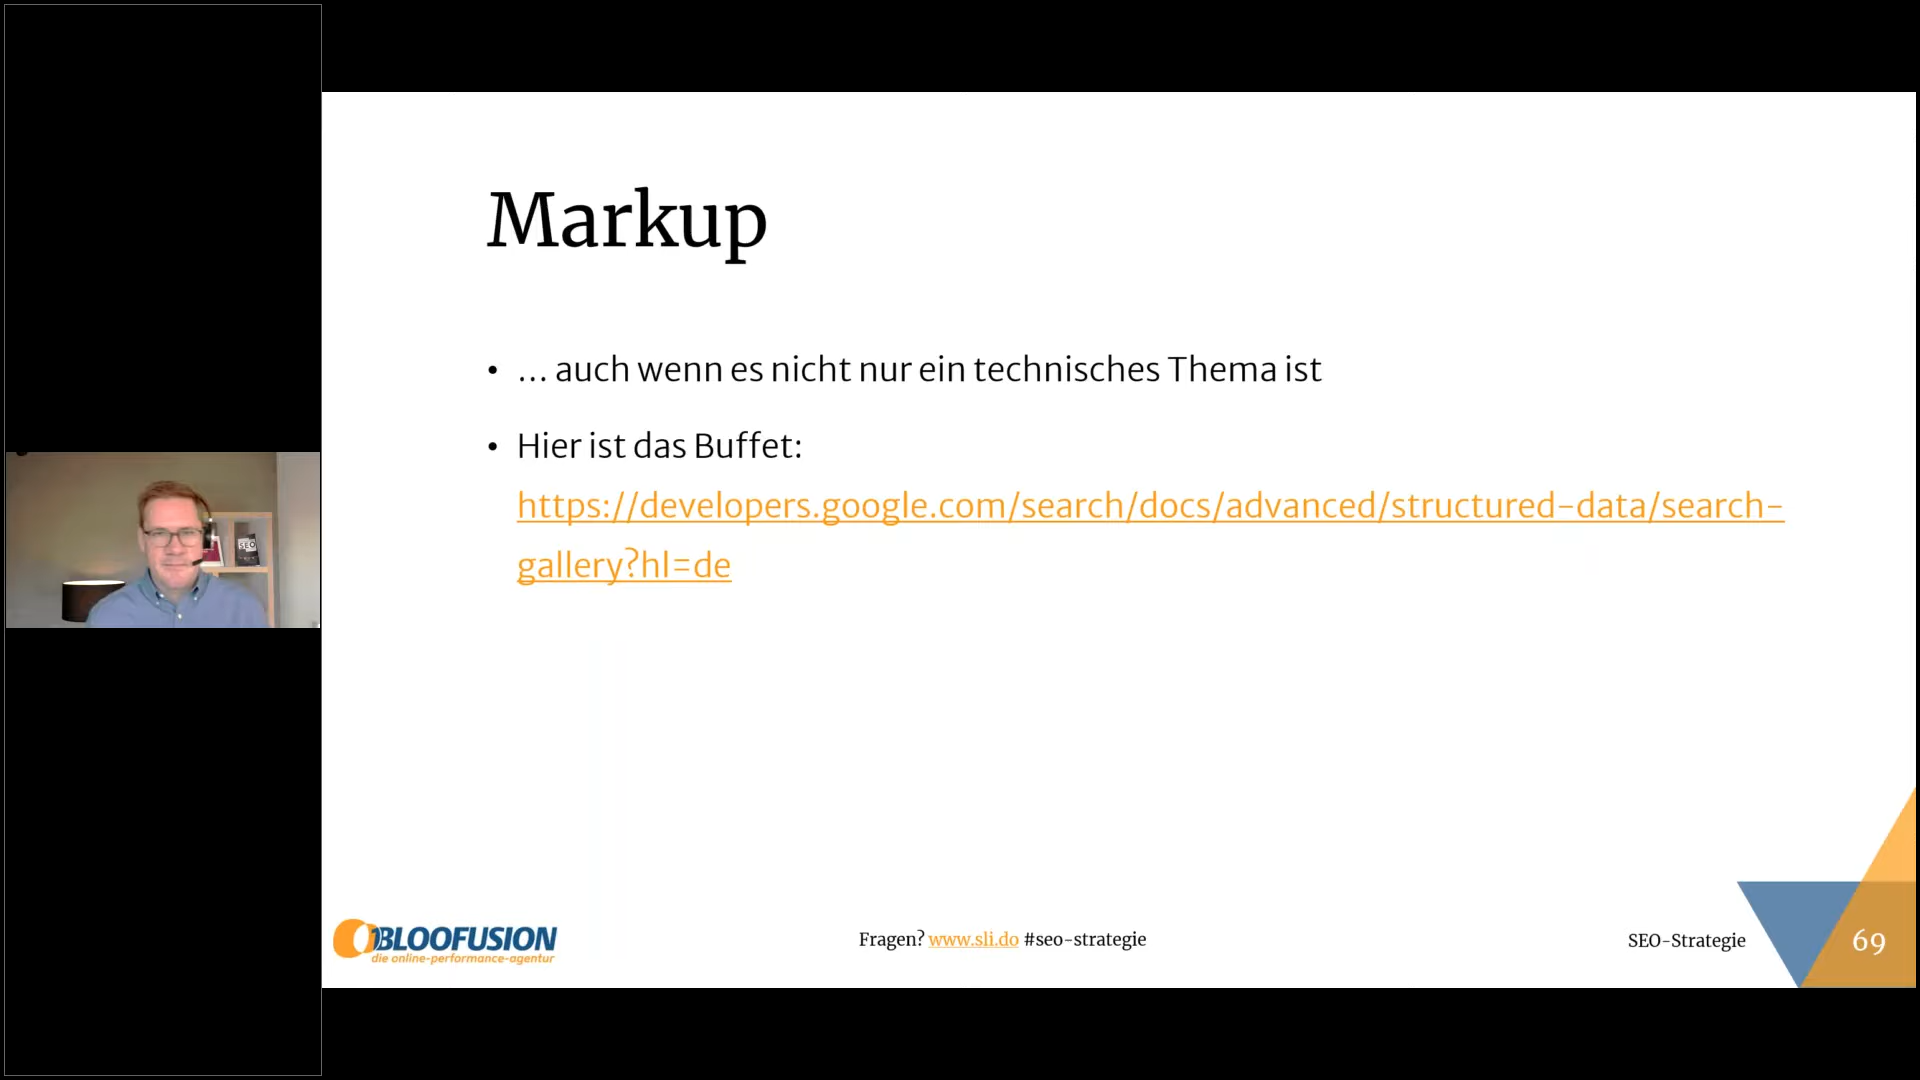 Markup
• … auch wenn es nicht nur ein technisches Thema ist
• Hier ist das Buffet:
https://developers.google.com/search/docs/advanced/structured-data/search-
gallery?hl=de
SEO
BLOOFUSION
die online-performance-agentur
Fragen? www.sli.do #seo-strategie
SEO-Strategie
69